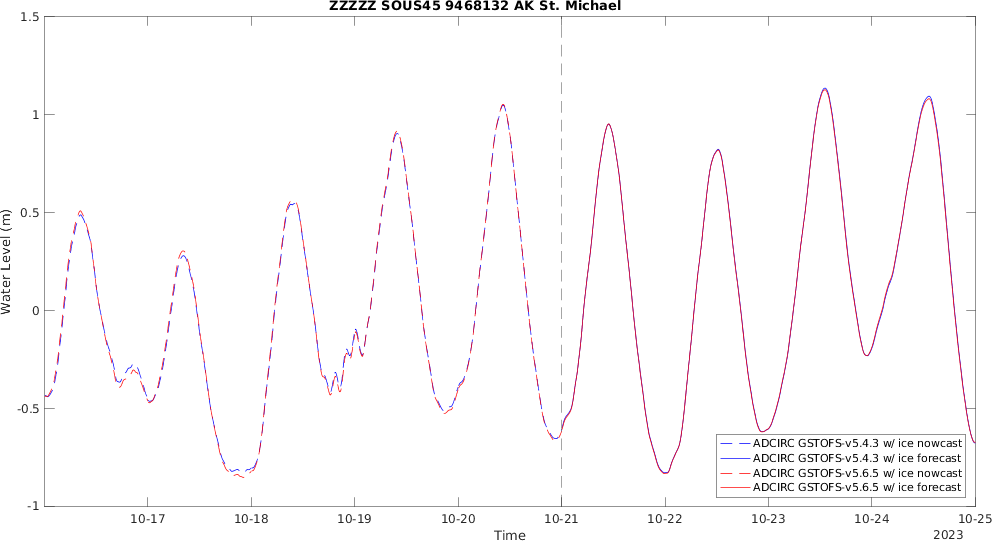 ZZZZZ SOUS45 9468132 AK St. Michael
1.5
1
0.5
0
-0.5
-1
Water Level (m)
10-17
10-18
10-19
10-20
10-21
10-22
10-23
10-24
10-25
Time
2023
ADCIRC GSTOFS-v5.4.3 w/ ice nowcast
ADCIRC GSTOFS-v5.4.3 w/ ice forecast
ADCIRC GSTOFS-v5.6.5 w/ ice nowcast
ADCIRC GSTOFS-v5.6.5 w/ ice forecast